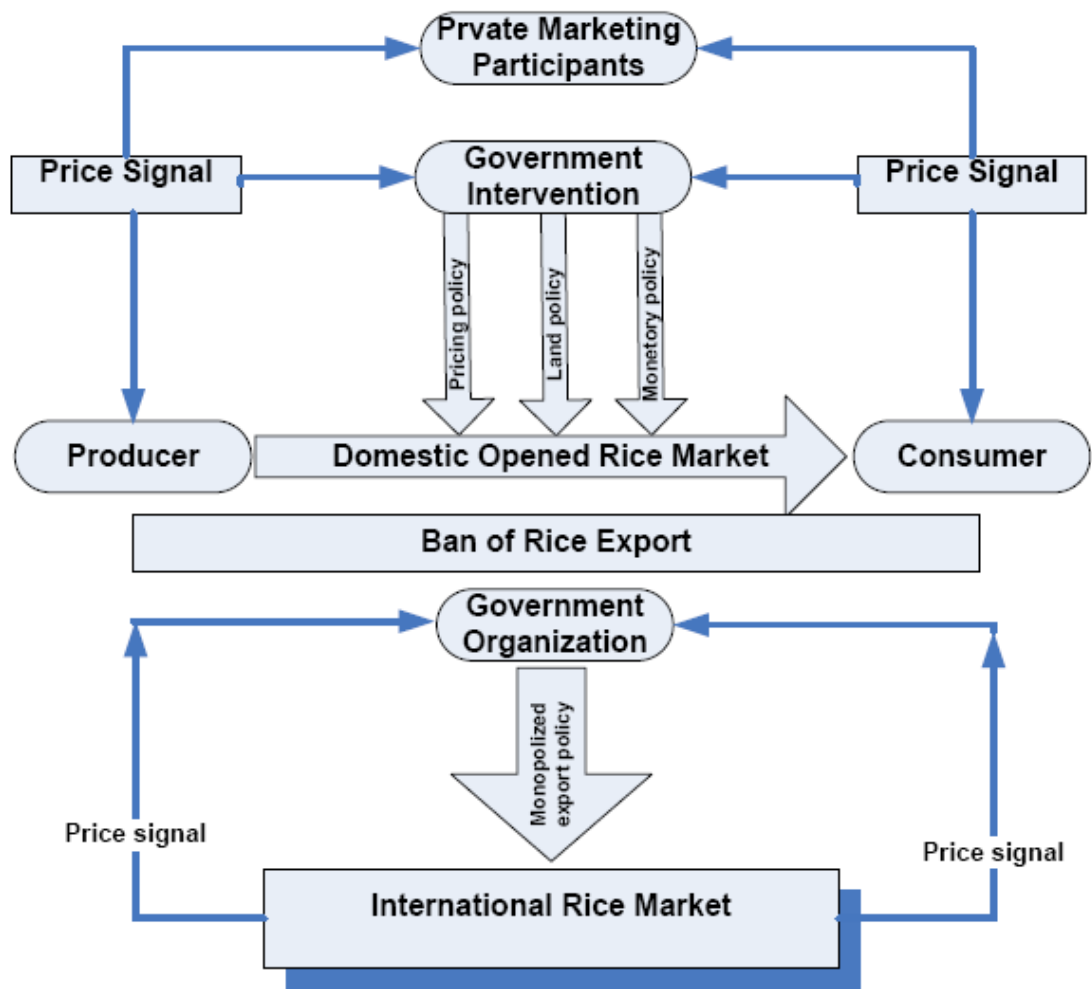 Prvate Marketing
Participants
Price Signal
Government
Intervention
Price Signal
Pricing policy
Land policy
Monetory policy
Producer
Domestic Opened Rice Market
Consumer
Ban of Rice Export
Government
Organization
Monopolized
export policy
Price signal
Price signal
International Rice Market